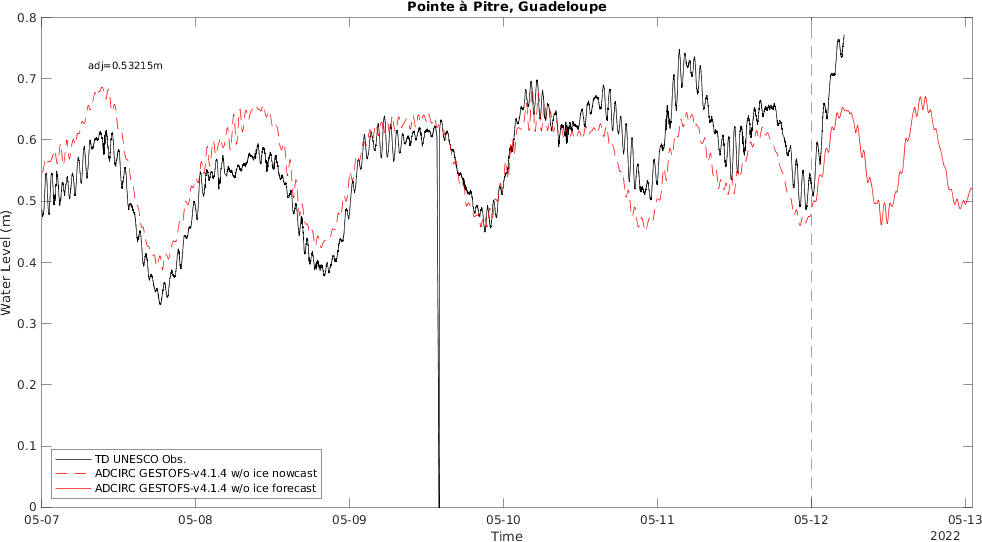 Pointe à Pitre, Guadeloupe
adj=0.53215m
0.8
0.7
0.6
0.5
0.4
0.3
0.2
0.1
0
Water Level (m)
TD UNESCO Obs.
ADCIRC GESTOFS-v4.1.4 w/o ice nowcast
ADCIRC GESTOFS-v4.1.4 w/o ice forecast
05-07 05-08 05-09 05-10 05-11 05-12 05-13
Time
2022